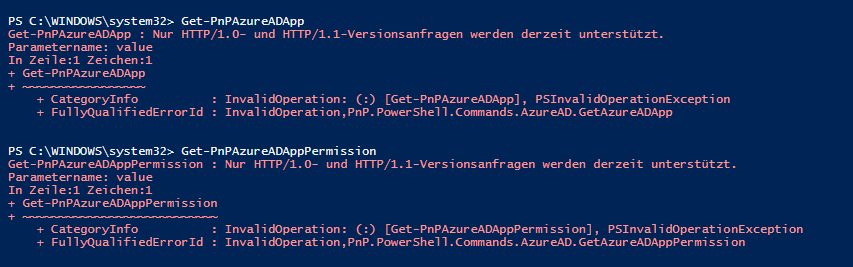 PS C:\WINDOWS\system32> Get-PnPAzureADApp
Get-PnPAzureADApp : Nur HTTP/1.0- und HTTP/1.1-Versionsanfragen werden derzeit unterstützt.
Parametername: value
In Zeile:1 Zeichen:1
+ Get-PnPAzureADApp
+ ~~~~~~~~~~~~~~~~~
    + CategoryInfo          : InvalidOperation: (:) [Get-PnPAzureADApp], PSInvalidOperationException
    + FullyQualifiedErrorId : InvalidOperation,PnP.PowerShell.Commands.AzureAD.GetAzureADApp
PS C:\WINDOWS\system32> Get-PnPAzureADAppPermission
Get-PnPAzureADAppPermission : Nur HTTP/1.0- und HTTP/1.1-Versionsanfragen werden derzeit unterstützt.
Parametername: value
In Zeile:1 Zeichen:1
+ Get-PnPAzureADAppPermission
+ ~~~~~~~~~~~~~~~~~~~~~~~~~~~
    + CategoryInfo          : InvalidOperation: (:) [Get-PnPAzureADAppPermission], PSInvalidOperationException
    + FullyQualifiedErrorId : InvalidOperation,PnP.PowerShell.Commands.AzureAD.GetAzureADAppPermission